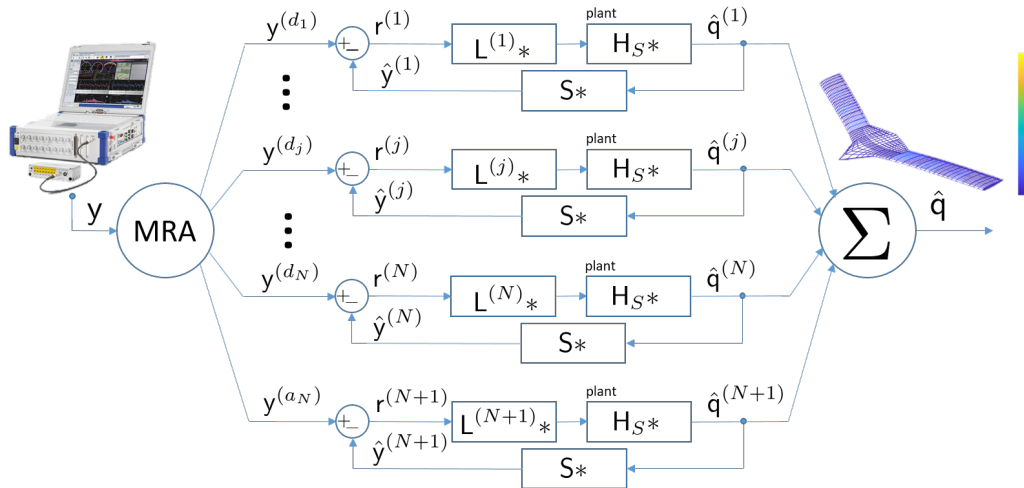 y
MRA
y^(d_1) + − r^(1) L^(1)∗ plant H_S∗ q̂^(1)
ŷ^(1) S∗
⋮
y^(d_j) + − r^(j) L^(j)∗ plant H_S∗ q̂^(j)
ŷ^(j) S∗
⋮
y^(d_N) + − r^(N) L^(N)∗ plant H_S∗ q̂^(N)
ŷ^(N) S∗
y^(a_N) + − r^(N+1) L^(N+1)∗ plant H_S∗ q̂^(N+1)
ŷ^(N+1) S∗
∑
q̂